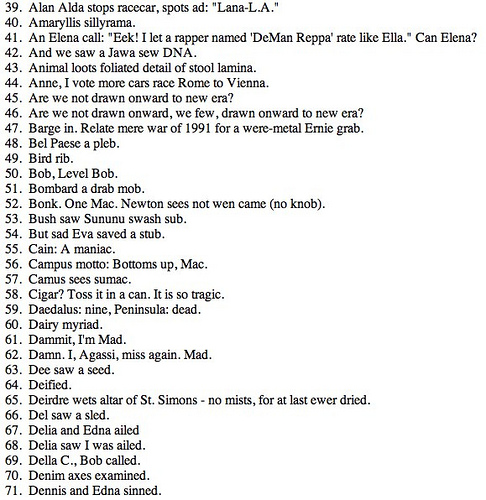 39. Alan Alda stops racecar, spots ad: "Lana-L.A."
40. Amaryllis sillyrama.
41. An Elena call: "Eek! I let a rapper named 'DeMan Reppa' rate like Ella." Can Elena?
42. And we saw a Jawa sew DNA.
43. Animal loots foliated detail of stool lamina.
44. Anne, I vote more cars race Rome to Vienna.
45. Are we not drawn onward to new era?
46. Are we not drawn onward, we few, drawn onward to new era?
47. Barge in. Relate mere war of 1991 for a were-metal Ernie grab.
48. Bel Paese a pleb.
49. Bird rib.
50. Bob, Level Bob.
51. Bombard a drab mob.
52. Bonk. One Mac. Newton sees not wen came (no knob).
53. Bush saw Sununu swash sub.
54. But sad Eva saved a stub.
55. Cain: A maniac.
56. Campus motto: Bottoms up, Mac.
57. Camus sees sumac.
58. Cigar? Toss it in a can. It is so tragic.
59. Daedalus: nine, Peninsula: dead.
60. Dairy myriad.
61. Dammit, I'm Mad.
62. Damn. I, Agassi, miss again. Mad.
63. Dee saw a seed.
64. Deified.
65. Deirdre wets altar of St. Simons - no mists, for at last ewer dried.
66. Del saw a sled.
67. Delia and Edna ailed
68. Delia saw I was ailed.
69. Della C., Bob called.
70. Denim axes examined.
71. Dennis and Edna sinned.